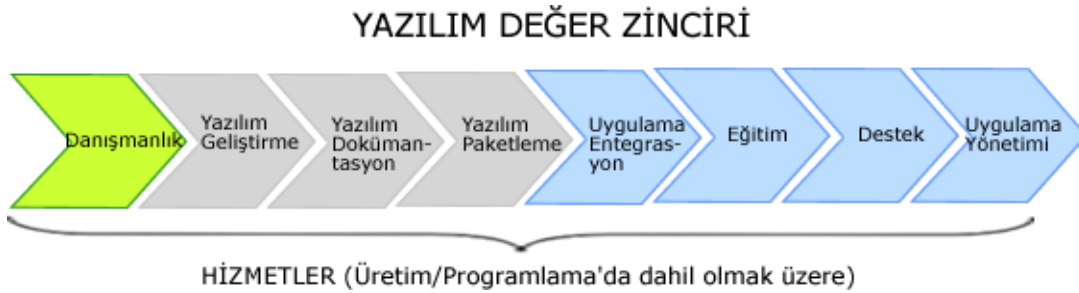 YAZILIM DEĞER ZİNCİRİ
Danışmanlık
Yazılım
Geliştirme
Yazılım
Doküman-
tasyon
Yazılım
Paketleme
Uygulama
Entegras-
yon
Eğitim
Destek
Uygulama
Yönetimi
HİZMETLER (Üretim/Programlama'da dahil olmak üzere)